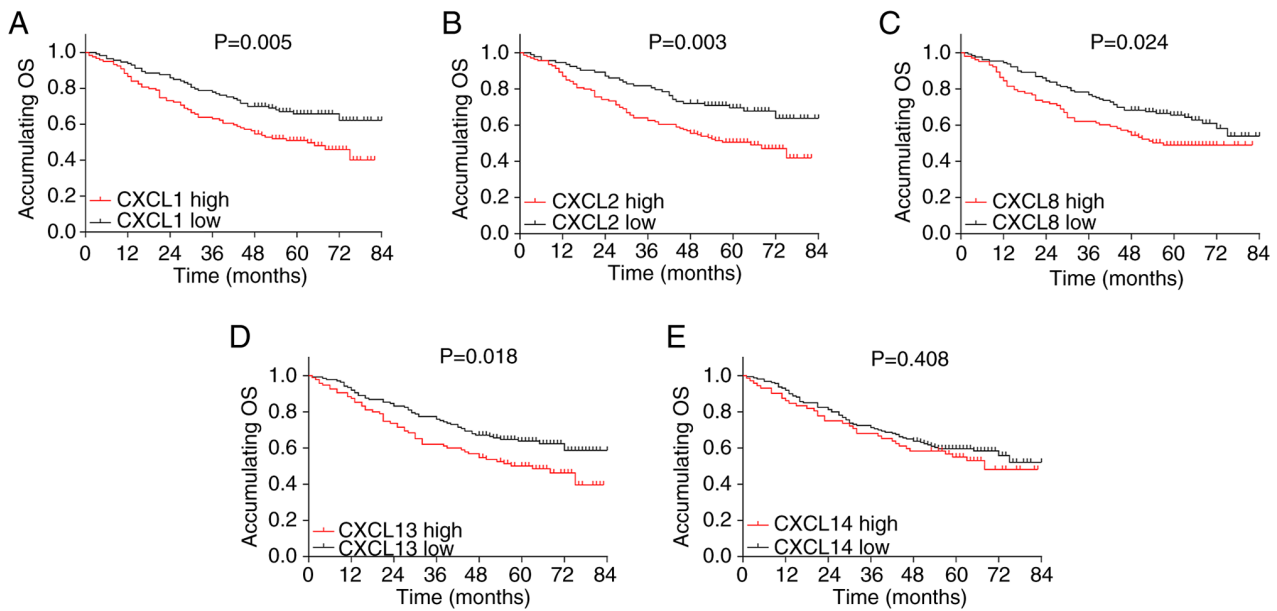 A
P=0.005
Accumulating OS
1.0
0.8
0.6
0.4
0.2
0.0
CXCL1 high
CXCL1 low
0 12 24 36 48 60 72 84
Time (months)
B
P=0.003
Accumulating OS
1.0
0.8
0.6
0.4
0.2
0.0
CXCL2 high
CXCL2 low
0 12 24 36 48 60 72 84
Time (months)
C
P=0.024
Accumulating OS
1.0
0.8
0.6
0.4
0.2
0.0
CXCL8 high
CXCL8 low
0 12 24 36 48 60 72 84
Time (months)
D
P=0.018
Accumulating OS
1.0
0.8
0.6
0.4
0.2
0.0
CXCL13 high
CXCL13 low
0 12 24 36 48 60 72 84
Time (months)
E
P=0.408
Accumulating OS
1.0
0.8
0.6
0.4
0.2
0.0
CXCL14 high
CXCL14 low
0 12 24 36 48 60 72 84
Time (months)